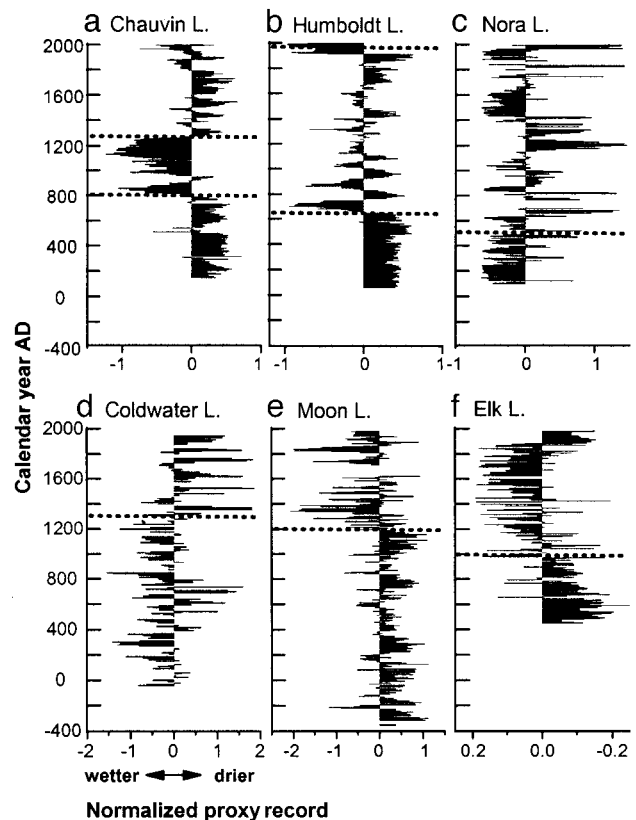 a Chauvin L.
b Humboldt L.
c Nora L.
2000
1600
1200
800
400
0
-400
-1 0 1
-1 0 1
-1 0 1
Calendar year AD
d Coldwater L.
e Moon L.
f Elk L.
2000
1600
1200
800
400
0
-400
-2 -1 0 1 2
-2 -1 0 1
0.2 0.0 -0.2
wetter drier
Normalized proxy record